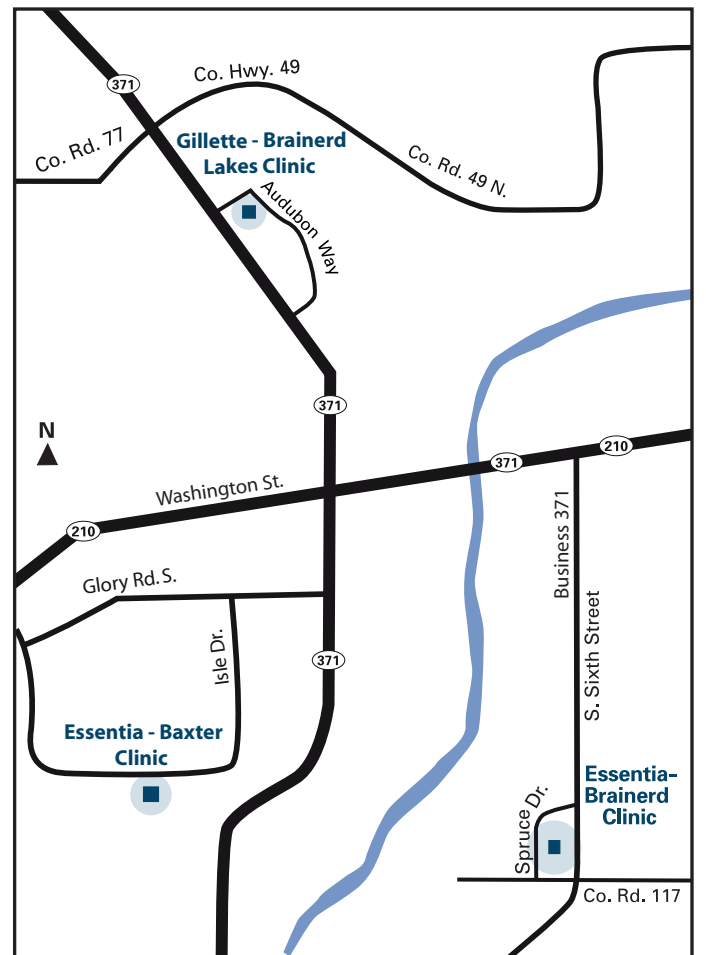 371
Co. Hwy. 49
Co. Rd. 77
Gillette - Brainerd
Lakes Clinic
Co. Rd. 49 N.
Audubon Way
371
N
210
371
Washington St.
210
Business 371
Glory Rd. S.
S. Sixth Street
Isle Dr.
371
Essentia - Baxter
Clinic
Essentia-
Brainerd
Clinic
Spruce Dr.
Co. Rd. 117